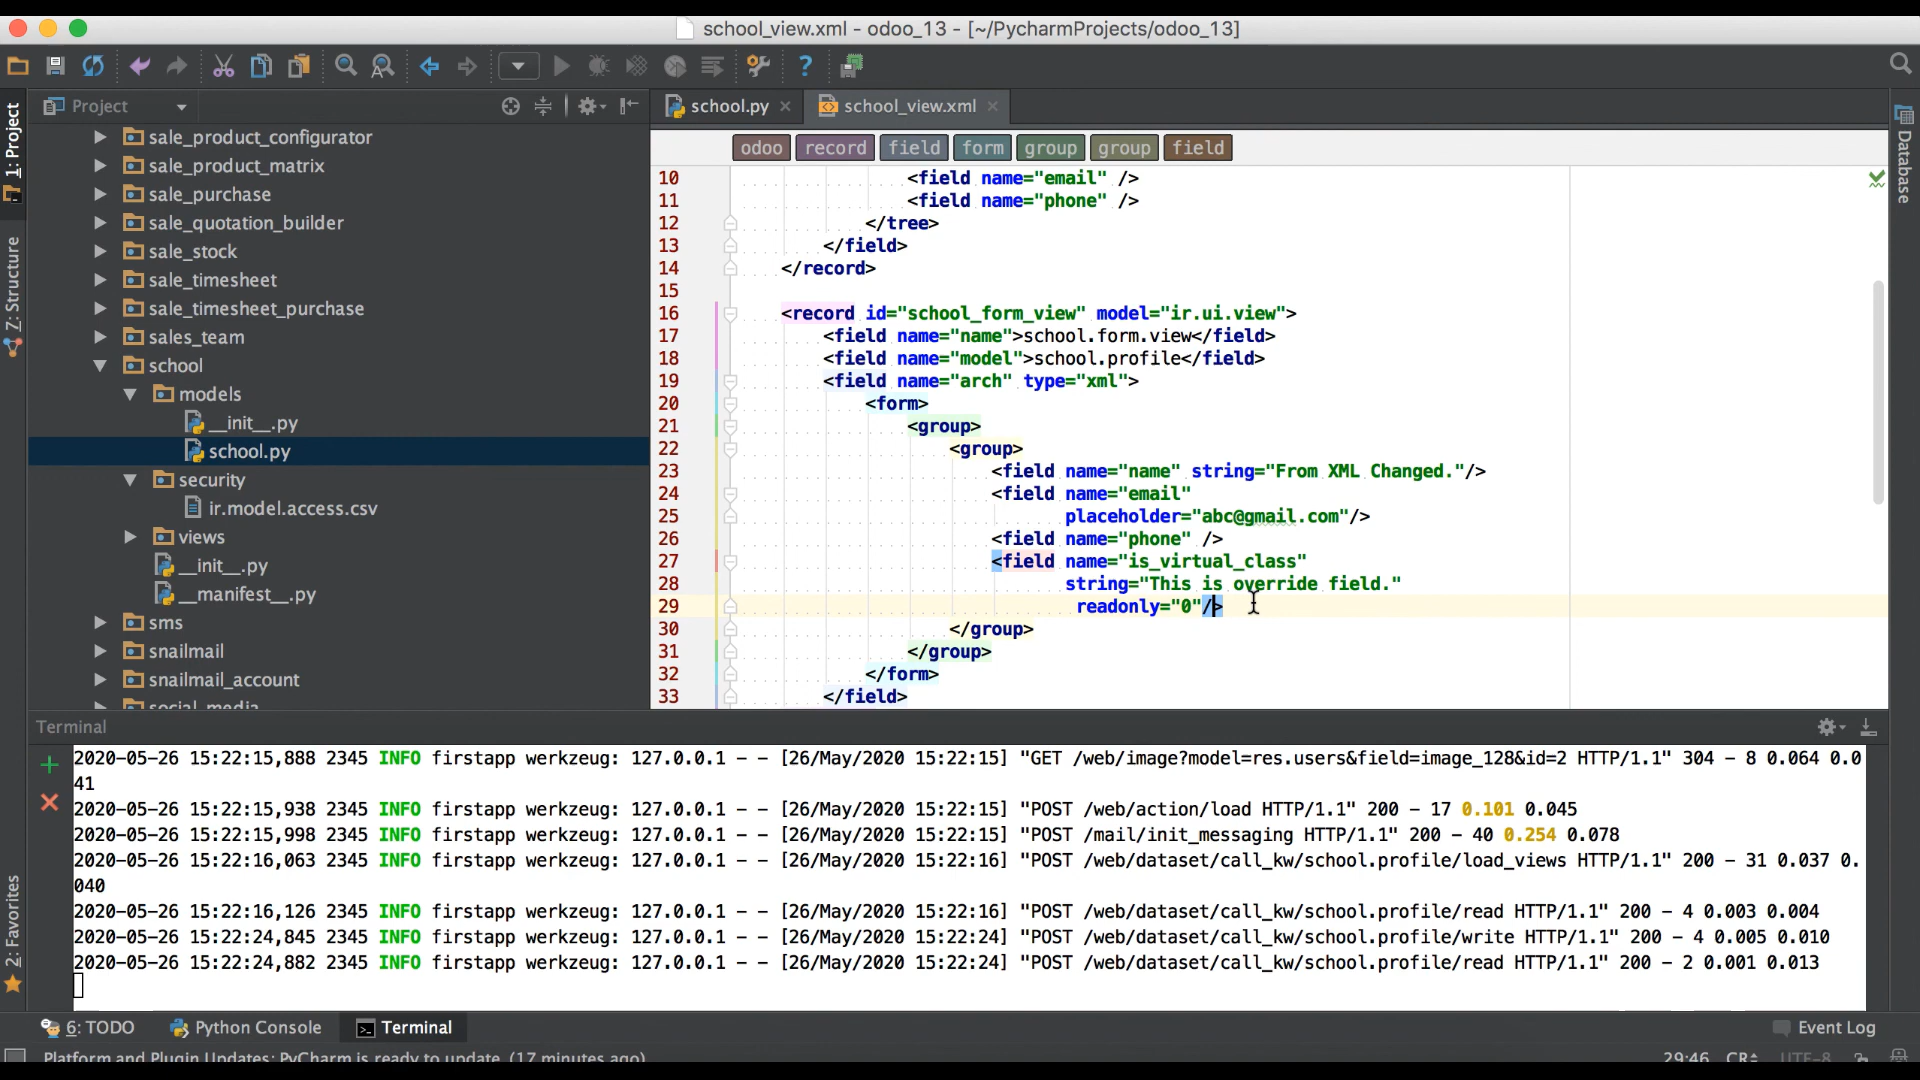 school_view.xml - odoo_13 - [~/PycharmProjects/odoo_13]
Project
school.py
school_view.xml
odoo record field form group group field
1: Project
Z: Structure
2: Favorites
Database
sale_product_configurator
sale_product_matrix
sale_purchase
sale_quotation_builder
sale_stock
sale_timesheet
sale_timesheet_purchase
sales_team
school
models
__init__.py
school.py
security
ir.model.access.csv
views
__init__.py
__manifest__.py
sms
snailmail
snailmail_account
social_media
10 <field name="email" />
11 <field name="phone" />
12 </tree>
13 </field>
14 </record>
15
16 <record id="school_form_view" model="ir.ui.view">
17 <field name="name">school.form.view</field>
18 <field name="model">school.profile</field>
19 <field name="arch" type="xml">
20 <form>
21 <group>
22 <group>
23 <field name="name" string="From XML Changed."/>
24 <field name="email"
25 placeholder="abc@gmail.com"/>
26 <field name="phone" />
27 <field name="is_virtual_class"
28 string="This is override field."
29 readonly="0"/>
30 </group>
31 </group>
32 </form>
33 </field>
Terminal
2020-05-26 15:22:15,888 2345 INFO firstapp werkzeug: 127.0.0.1 - - [26/May/2020 15:22:15] "GET /web/image?model=res.users&field=image_128&id=2 HTTP/1.1" 304 - 8 0.064 0.0
41
2020-05-26 15:22:15,938 2345 INFO firstapp werkzeug: 127.0.0.1 - - [26/May/2020 15:22:15] "POST /web/action/load HTTP/1.1" 200 - 17 0.101 0.045
2020-05-26 15:22:15,998 2345 INFO firstapp werkzeug: 127.0.0.1 - - [26/May/2020 15:22:15] "POST /mail/init_messaging HTTP/1.1" 200 - 40 0.254 0.078
2020-05-26 15:22:16,063 2345 INFO firstapp werkzeug: 127.0.0.1 - - [26/May/2020 15:22:16] "POST /web/dataset/call_kw/school.profile/load_views HTTP/1.1" 200 - 31 0.037 0.
040
2020-05-26 15:22:16,126 2345 INFO firstapp werkzeug: 127.0.0.1 - - [26/May/2020 15:22:16] "POST /web/dataset/call_kw/school.profile/read HTTP/1.1" 200 - 4 0.003 0.004
2020-05-26 15:22:24,845 2345 INFO firstapp werkzeug: 127.0.0.1 - - [26/May/2020 15:22:24] "POST /web/dataset/call_kw/school.profile/write HTTP/1.1" 200 - 4 0.005 0.010
2020-05-26 15:22:24,882 2345 INFO firstapp werkzeug: 127.0.0.1 - - [26/May/2020 15:22:24] "POST /web/dataset/call_kw/school.profile/read HTTP/1.1" 200 - 2 0.001 0.013
6: TODO Python Console Terminal Event Log
Platform and Plugin Updates: PyCharm is ready to update. (17 minutes ago) 29:46 CR UTF-8